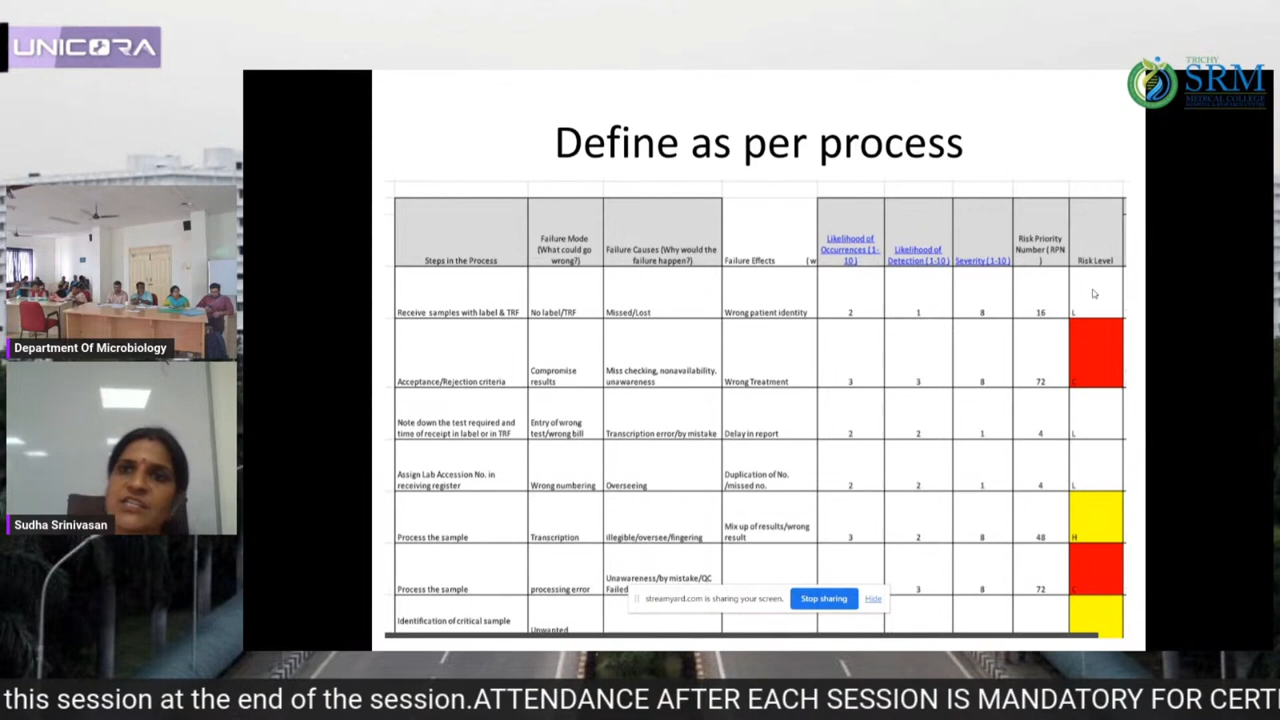 UNICORA
TRICHY
SRM
MEDICAL COLLEGE
HOSPITAL & RESEARCH CENTRE
Define as per process
Steps in the Process
Failure Mode
(What could go
wrong?)
Failure Causes (Why would the
failure happen?)
Failure Effects (w
Likelihood of
Occurrences (1-
10)
Likelihood of
Detection (1-10)
Severity (1-10)
Risk Priority
Number ( RPN
)
Risk Level
Receive samples with label & TRF
No label/TRF
Missed/Lost
Wrong patient identity
2
1
8
16
L
Acceptance/Rejection criteria
Compromise
results
Miss checking, nonavailability,
unawareness
Wrong Treatment
3
3
8
72
C
Note down the test required and
time of receipt in label or in TRF
Entry of wrong
test/wrong bill
Transcription error/by mistake
Delay in report
2
2
1
4
L
Assign Lab Accession No. in
receiving register
Wrong numbering
Overseeing
Duplication of No.
/missed no.
2
2
1
4
L
Process the sample
Transcription
illegible/oversee/fingering
Mix up of results/wrong
result
3
2
8
48
H
Process the sample
processing error
Unawareness/by mistake/QC
Failed
3
8
72
C
Identification of critical sample
Unwanted
streamyard.com is sharing your screen.
Stop sharing
Hide
Department Of Microbiology
Sudha Srinivasan
this session at the end of the session.ATTENDANCE AFTER EACH SESSION IS MANDATORY FOR CERT